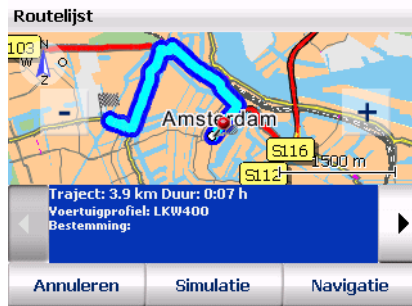 Routelijst
103
N
W
O
Z
-
Amsterdam
+
S116
1500 m
S112
Traject: 3.9 km Duur: 0:07 h
Voertuigprofiel: LKW400
Bestemming:
Annuleren
Simulatie
Navigatie